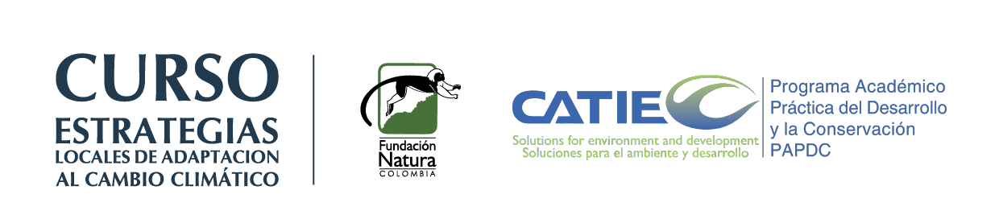 CURSO
ESTRATEGIAS
LOCALES DE ADAPTACION
AL CAMBIO CLIMÁTICO
Fundación
Natura
COLOMBIA
CATIE
Solutions for environment and development
Soluciones para el ambiente y desarrollo
Programa Académico
Práctica del Desarrollo
y la Conservación
PAPDC